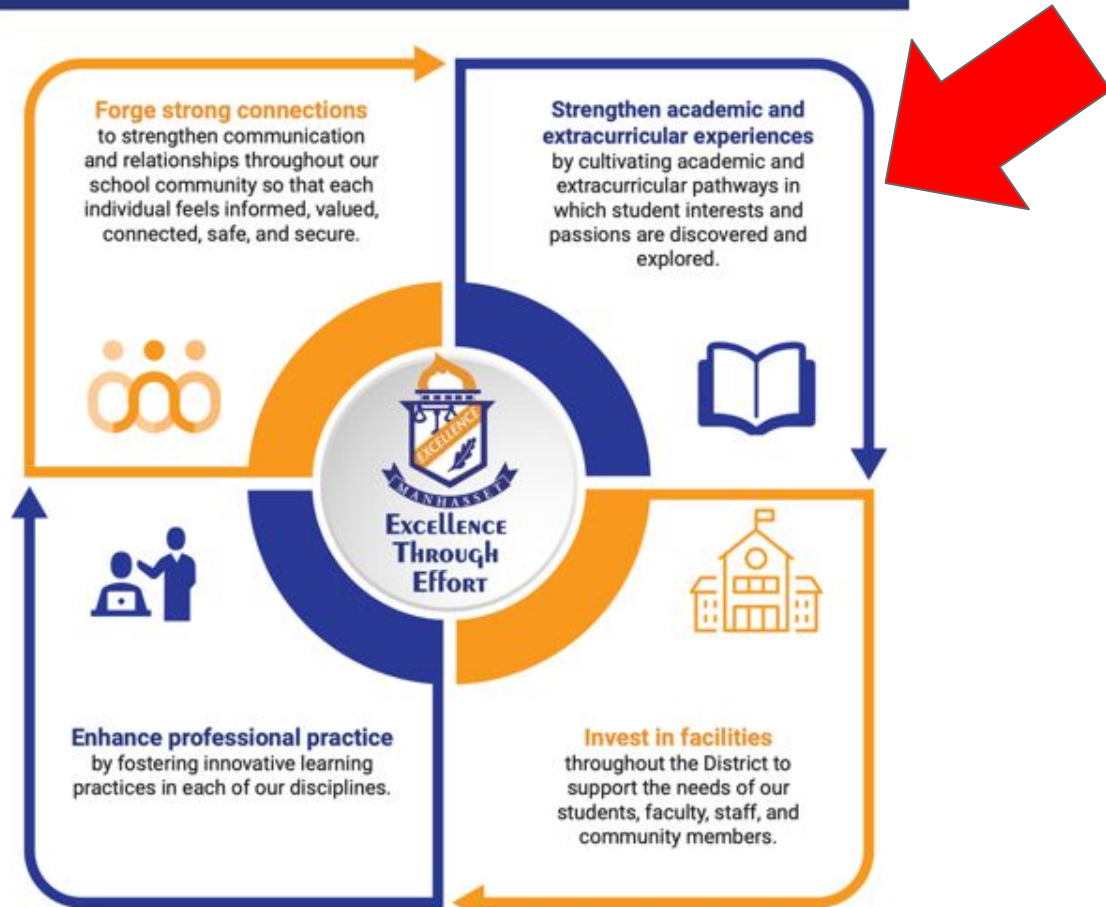 Forge strong connections
to strengthen communication
and relationships throughout our
school community so that each
individual feels informed, valued,
connected, safe, and secure.
Strengthen academic and
extracurricular experiences
by cultivating academic and
extracurricular pathways in
which student interests and
passions are discovered and
explored.
EXCELLENCE
MANHASSET
Excellence
Through
Effort
Enhance professional practice
by fostering innovative learning
practices in each of our disciplines.
Invest in facilities
throughout the District to
support the needs of our
students, faculty, staff, and
community members.